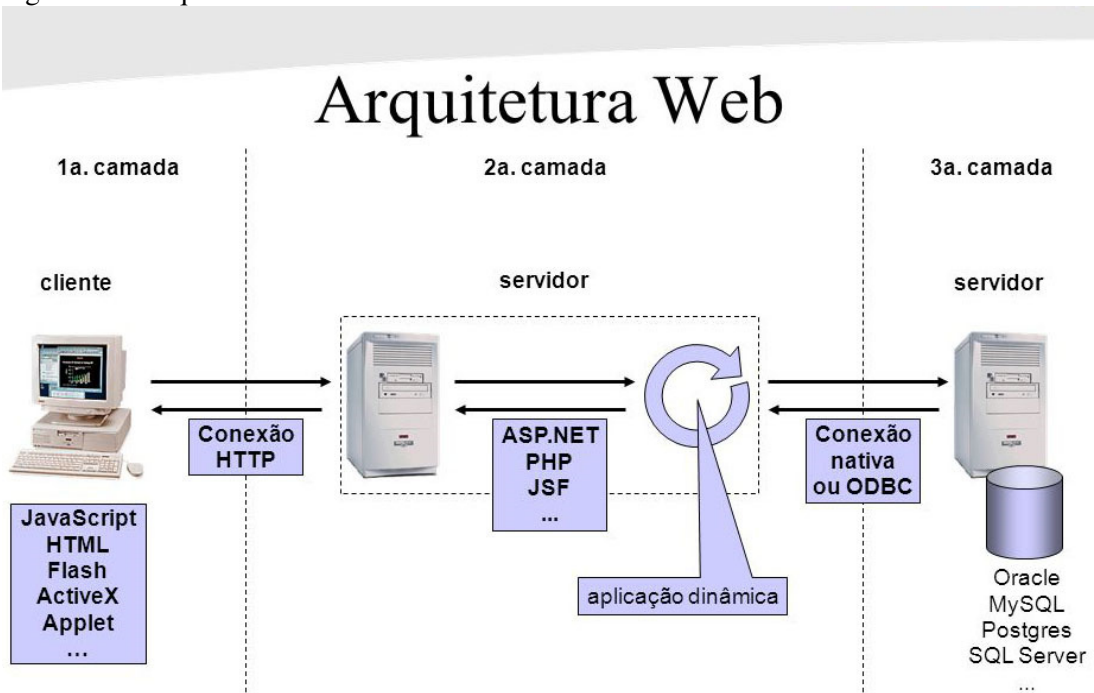 Arquitetura Web
1a. camada
2a. camada
3a. camada
cliente
servidor
servidor
Conexão
HTTP
ASP.NET
PHP
JSF
...
Conexão
nativa
ou ODBC
JavaScript
HTML
Flash
ActiveX
Applet
...
aplicação dinâmica
Oracle
MySQL
Postgres
SQL Server
...